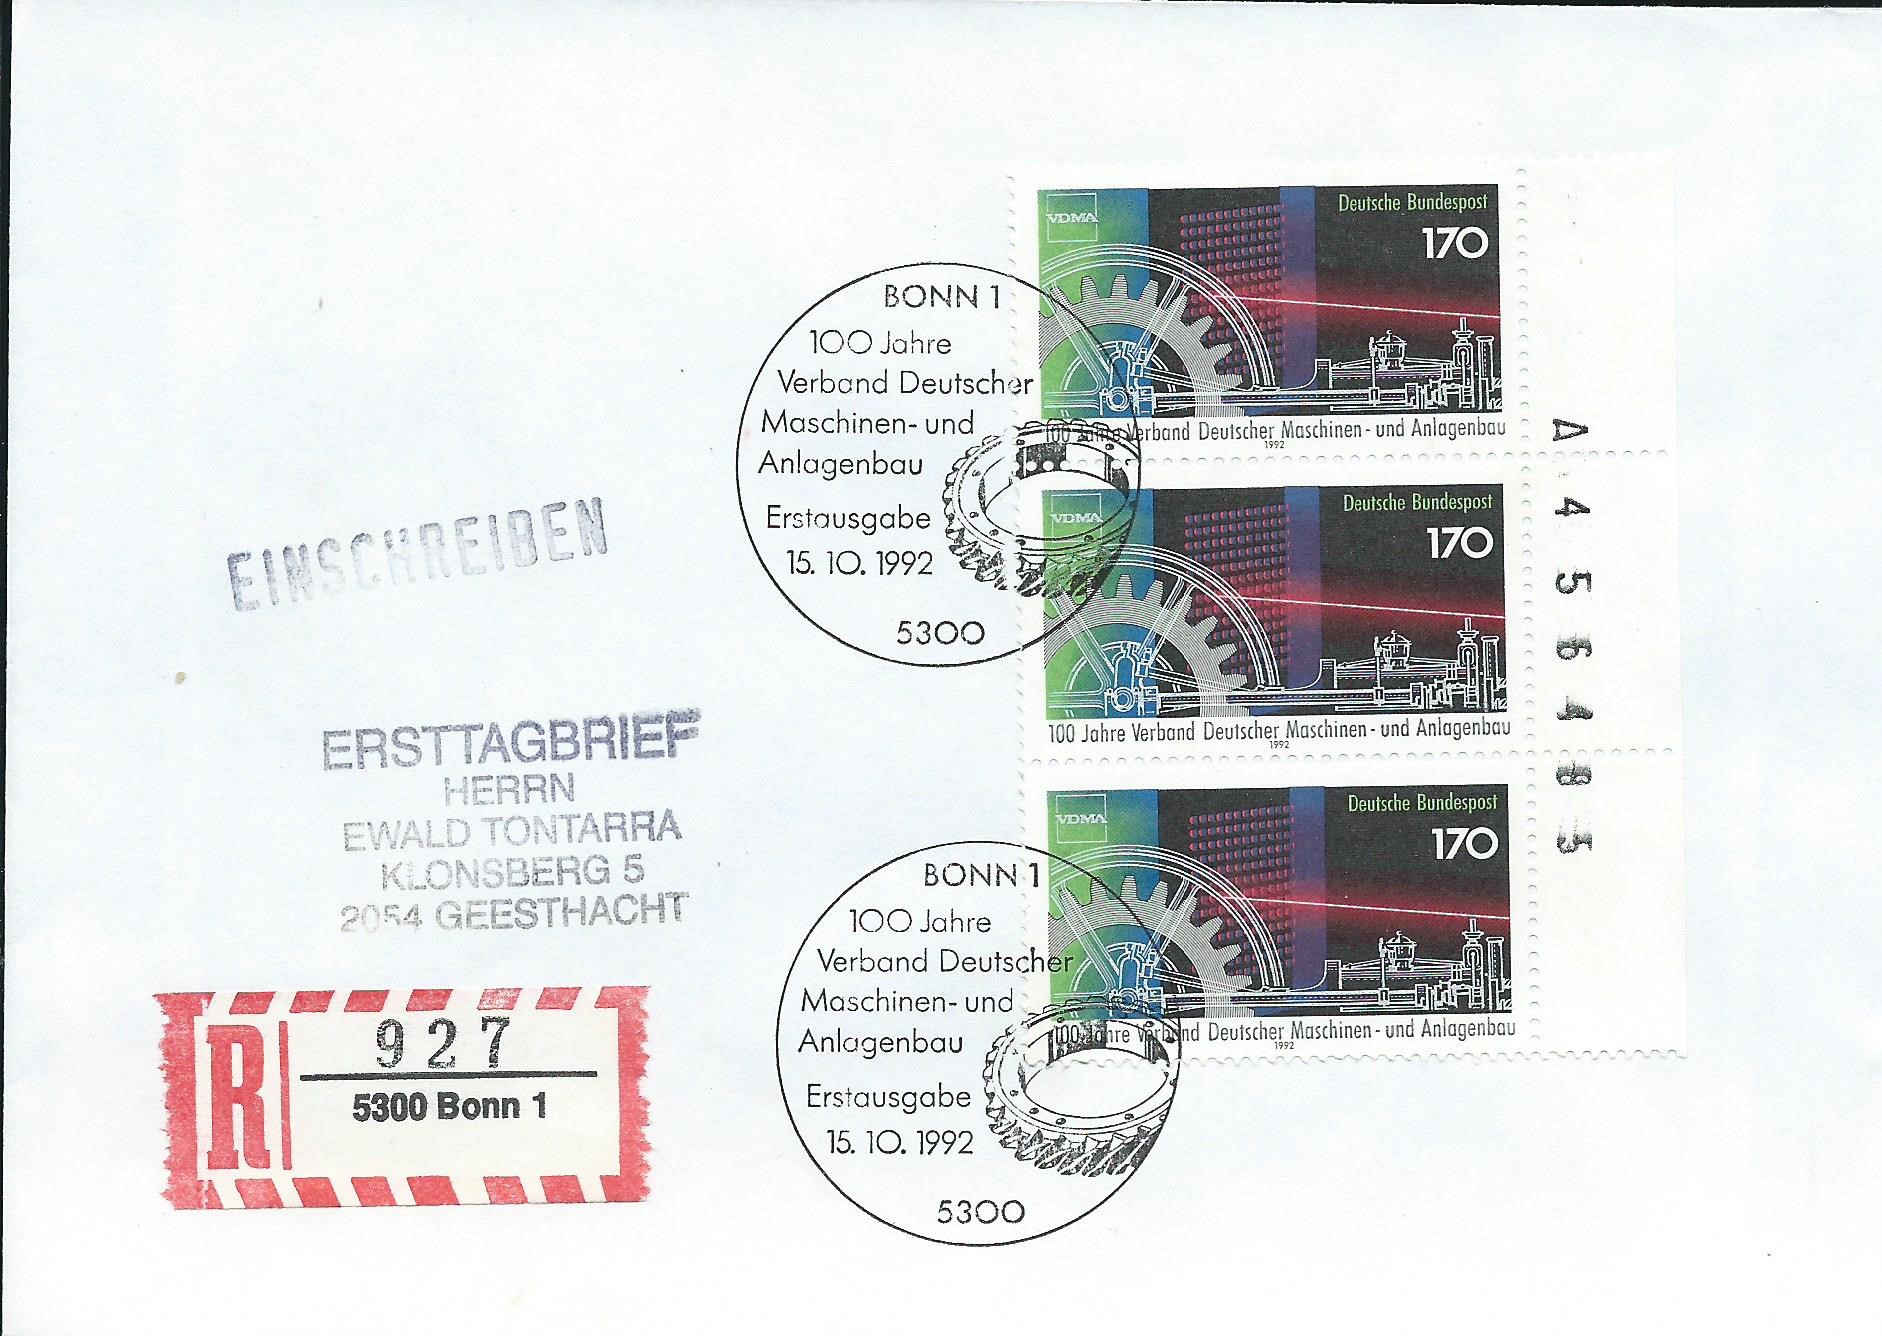 VDMA
Deutsche Bundespost
170
100 Jahre Verband Deutscher Maschinen- und Anlagenbau
1992
VDMA
Deutsche Bundespost
170
100 Jahre Verband Deutscher Maschinen- und Anlagenbau
1992
VDMA
Deutsche Bundespost
170
100 Jahre Verband Deutscher Maschinen- und Anlagenbau
1992
A 4 5 6 4 8 5
BONN 1
100 Jahre
Verband Deutscher
Maschinen- und
Anlagenbau
Erstausgabe
15. 10. 1992
5300
EINSCHREIBEN
ERSTTAGBRIEF
HERRN
EWALD TONTARRA
KLONSBERG 5
2054 GEESTHACHT
BONN 1
100 Jahre
Verband Deutscher
Maschinen- und
Anlagenbau
Erstausgabe
15. 10. 1992
5300
R
927
5300 Bonn 1